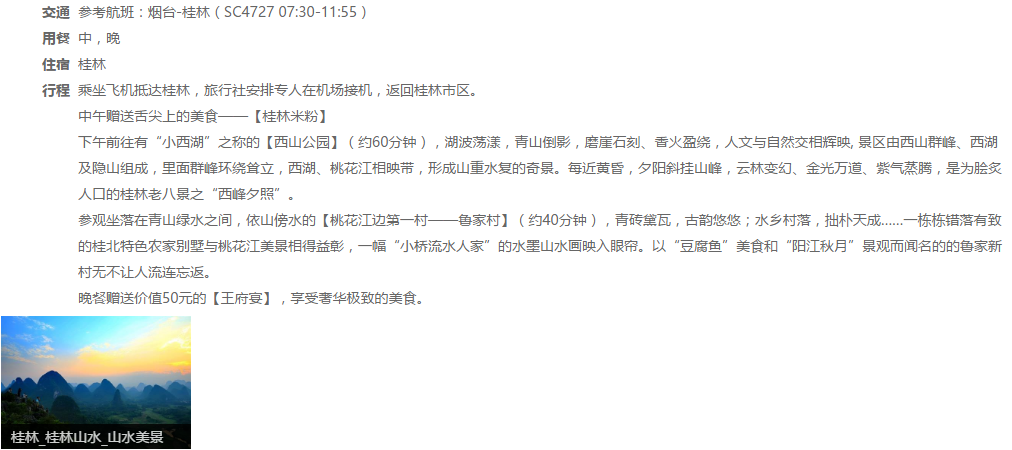 交通 参考航班：烟台-桂林（SC4727 07:30-11:55）
用餐 中，晚
住宿 桂林
行程 乘坐飞机抵达桂林，旅行社安排专人在机场接机，返回桂林市区。
中午赠送舌尖上的美食——【桂林米粉】
下午前往有“小西湖”之称的【西山公园】（约60分钟），湖波荡漾，青山倒影，磨崖石刻、香火盈绕，人文与自然交相辉映, 景区由西山群峰、西湖
及隐山组成，里面群峰环绕耸立，西湖、桃花江相映带，形成山重水复的奇景。每近黄昏，夕阳斜挂山峰，云林变幻、金光万道、紫气蒸腾，是为脍炙
人口的桂林老八景之“西峰夕照”。
参观坐落在青山绿水之间，依山傍水的【桃花江边第一村——鲁家村】（约40分钟），青砖黛瓦，古韵悠悠；水乡村落，拙朴天成……一栋栋错落有致
的桂北特色农家别墅与桃花江美景相得益彰，一幅“小桥流水人家”的水墨山水画映入眼帘。以“豆腐鱼”美食和“阳江秋月”景观而闻名的的鲁家新
村无不让人流连忘返。
晚餐赠送价值50元的【王府宴】，享受奢华极致的美食。
桂林_桂林山水_山水美景